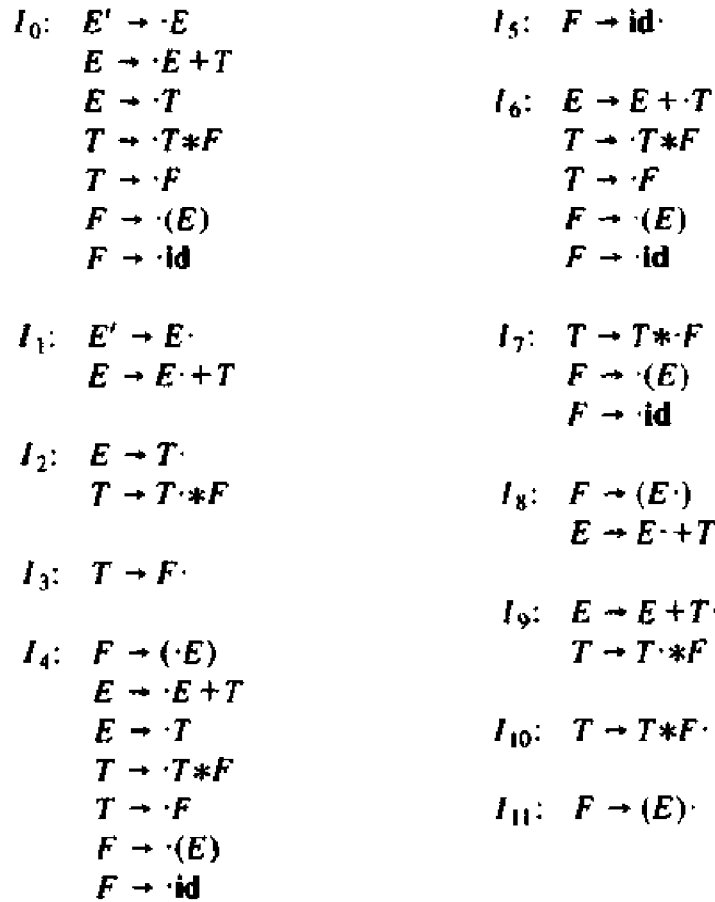 I₀: E' → ·E
E → ·E + T
E → ·T
T → ·T * F
T → ·F
F → ·(E)
F → ·id
I₁: E' → E·
E → E· + T
I₂: E → T·
T → T· * F
I₃: T → F·
I₄: F → (·E)
E → ·E + T
E → ·T
T → ·T * F
T → ·F
F → ·(E)
F → ·id
I₅: F → id·
I₆: E → E + ·T
T → ·T * F
T → ·F
F → ·(E)
F → ·id
I₇: T → T * ·F
F → ·(E)
F → ·id
I₈: F → (E·)
E → E· + T
I₉: E → E + T·
T → T· * F
I₁₀: T → T * F·
I₁₁: F → (E)·